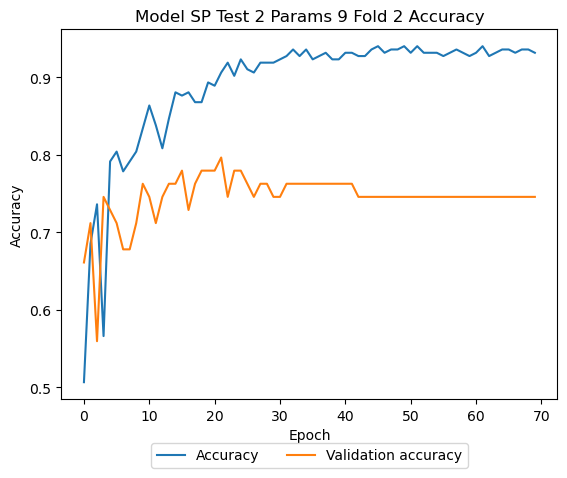 Model SP Test 2 Params 9 Fold 2 Accuracy
Accuracy
0.9
0.8
0.7
0.6
0.5
0 10 20 30 40 50 60 70
Epoch
Accuracy Validation accuracy